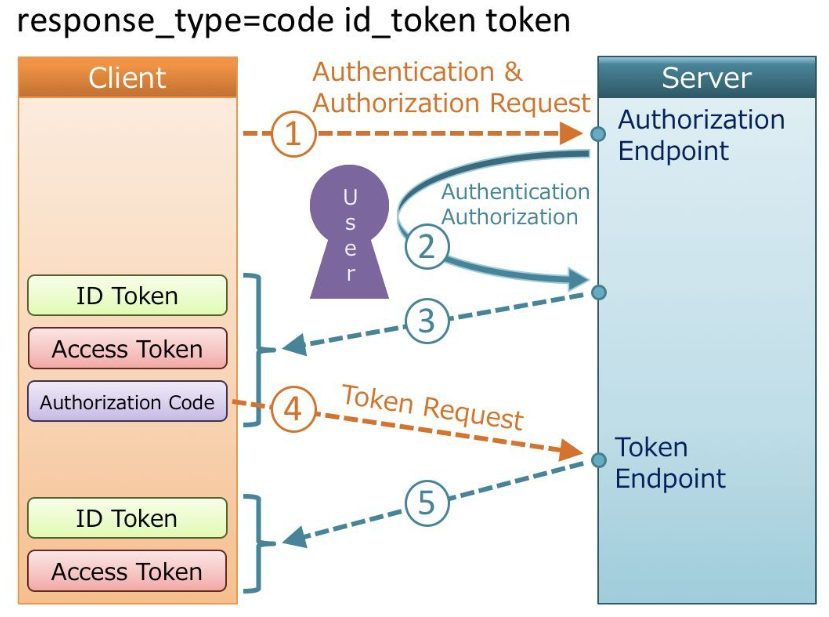 response_type=code id_token token
Client
Server
Authentication &
Authorization Request
1
Authorization
Endpoint
User
Authentication
Authorization
2
ID Token
Access Token
Authorization Code
3
4
Token Request
Token
Endpoint
5
ID Token
Access Token